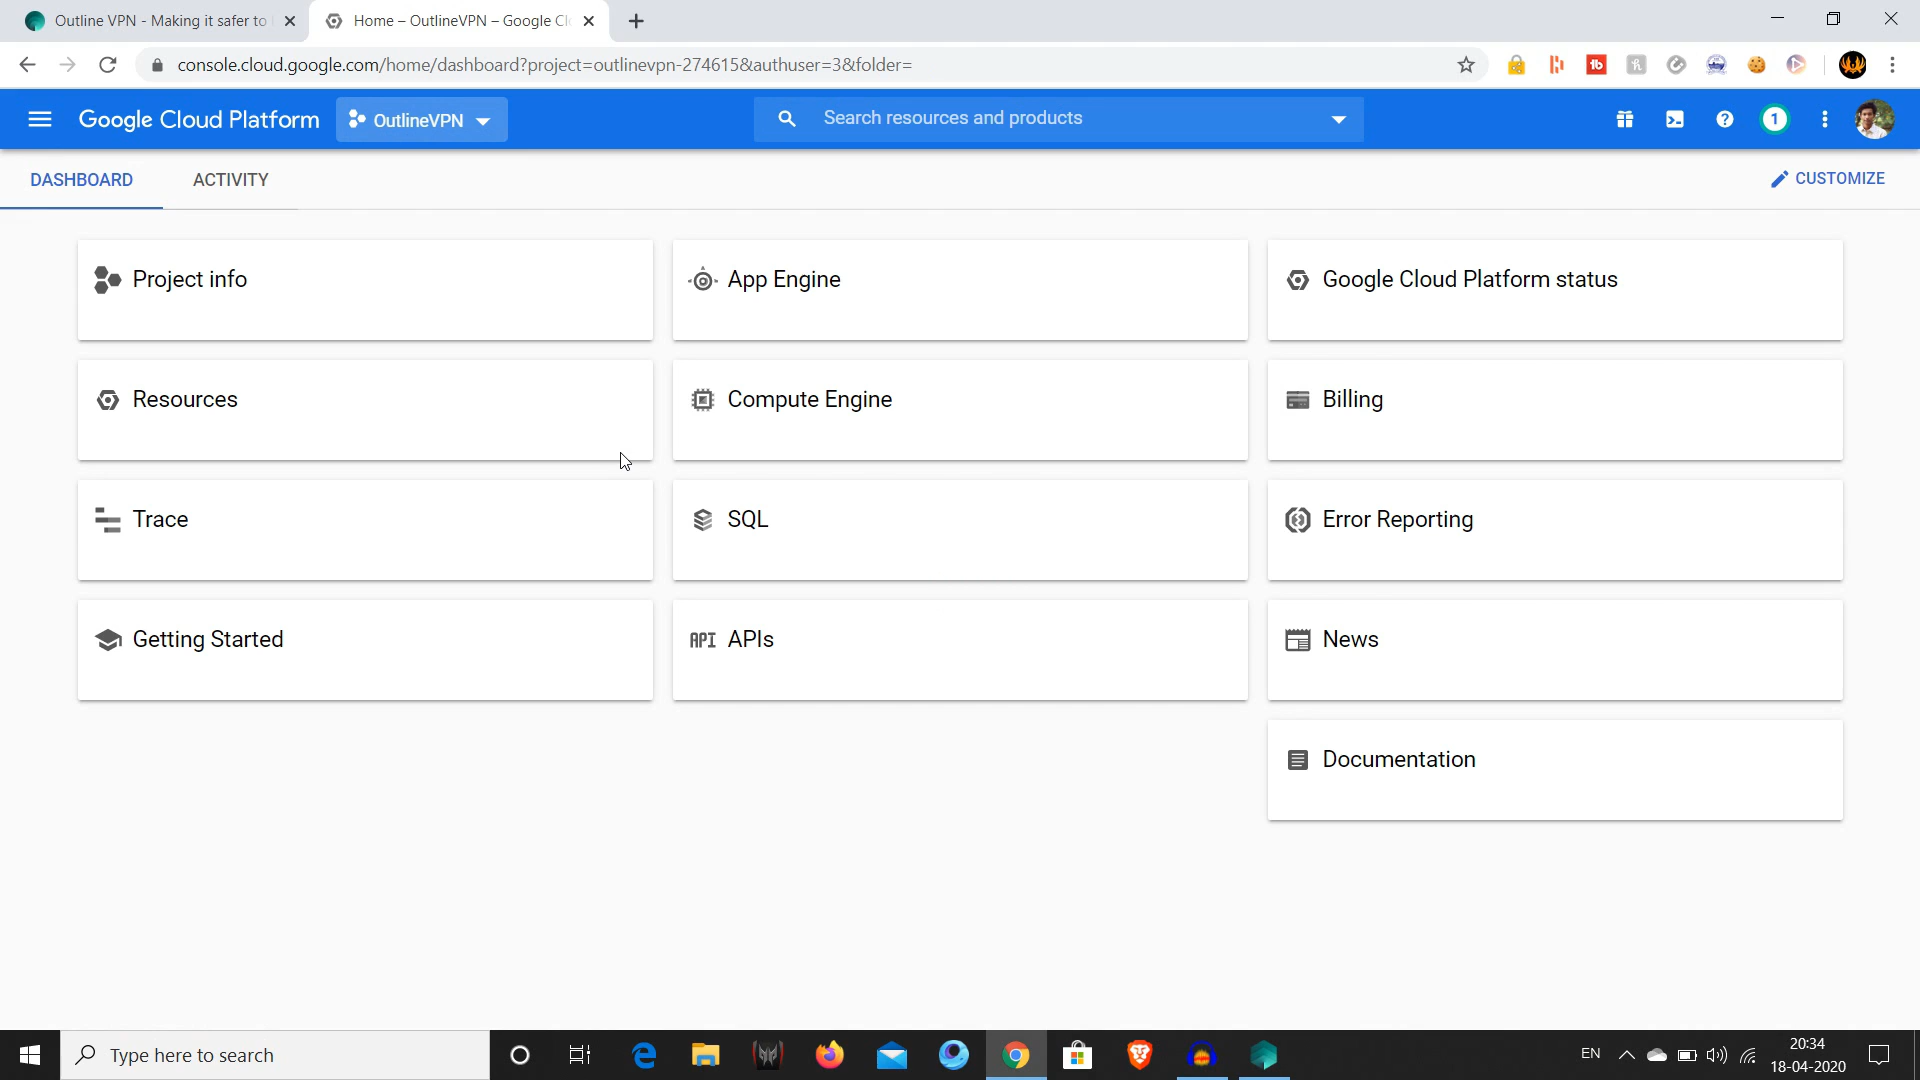 Outline VPN - Making it safer to
Home – OutlineVPN – Google Cl
console.cloud.google.com/home/dashboard?project=outlinevpn-274615&authuser=3&folder=
Google Cloud Platform
OutlineVPN
Search resources and products
1
DASHBOARD
ACTIVITY
CUSTOMIZE
Project info
App Engine
Google Cloud Platform status
Resources
Compute Engine
Billing
Trace
SQL
Error Reporting
Getting Started
API APIs
News
Documentation
Type here to search
EN
20:34
18-04-2020